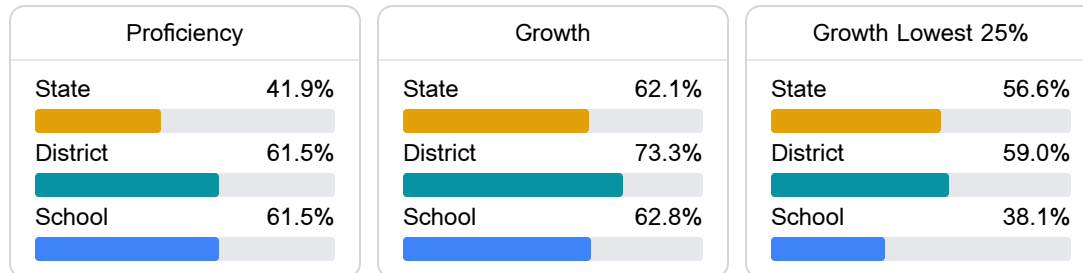 Proficiency
State 41.9%
District 61.5%
School 61.5%
Growth
State 62.1%
District 73.3%
School 62.8%
Growth Lowest 25%
State 56.6%
District 59.0%
School 38.1%